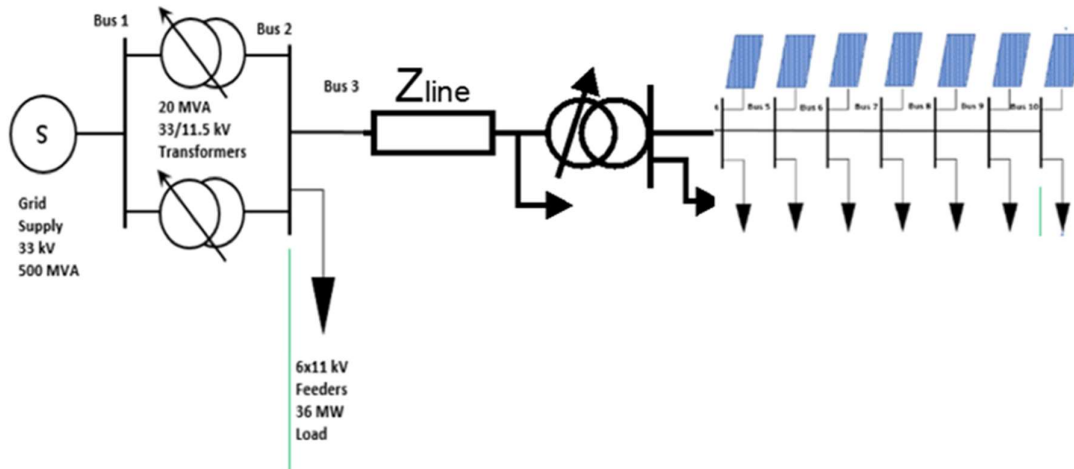 Bus 1
Bus 2
Bus 3
Zline
20 MVA
33/11.5 kV
Transformers
S
Grid
Supply
33 kV
500 MVA
Bus 5
Bus 6
Bus 7
Bus 8
Bus 9
Bus 10
6x11 kV
Feeders
36 MW
Load